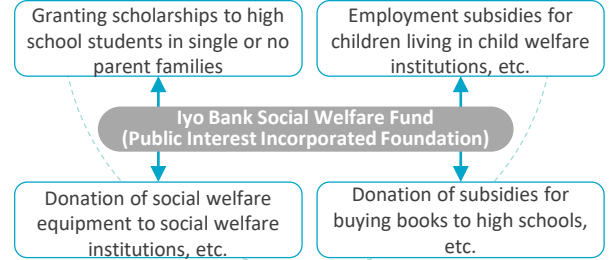 Granting scholarships to high
school students in single or no
parent families
Employment subsidies for
children living in child welfare
institutions, etc.
Iyo Bank Social Welfare Fund
(Public Interest Incorporated Foundation)
Donation of social welfare
equipment to social welfare
institutions, etc.
Donation of subsidies for
buying books to high schools,
etc.